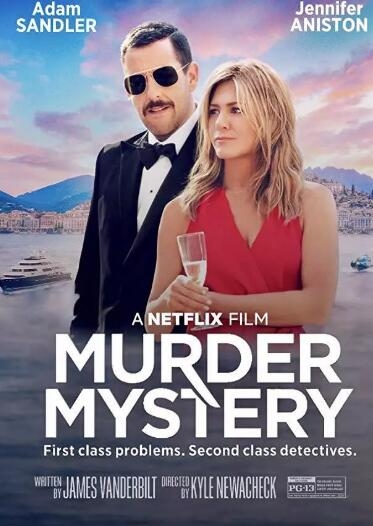 Adam Jennifer
SANDLER ANISTON
A NETFLIX FILM
MURDER
MYSTERY
First class problems. Second class detectives.
WRITTEN BY JAMES VANDERBILT DIRECTED BY KYLE NEWACHECK
PG-13